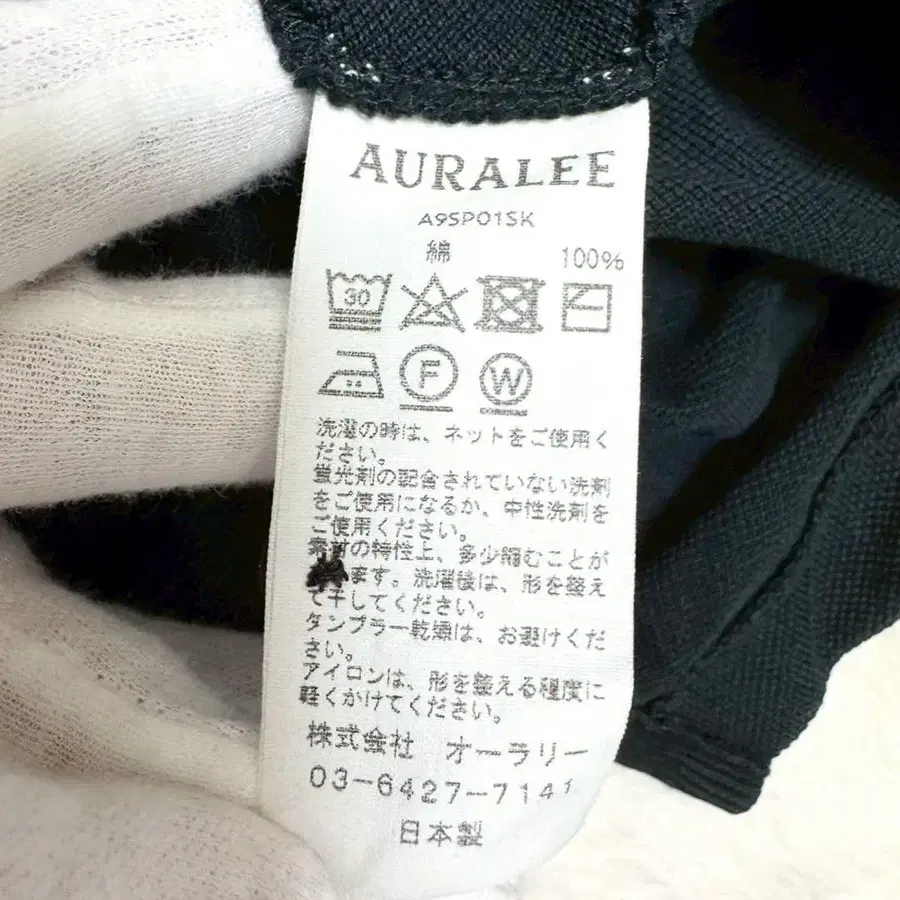 AURALEE
A9SP01SK
綿 100%
30
F W
洗濯の時は、ネットをご使用く
ださい。
蛍光剤の配合されていない洗剤
をご使用になるか、中性洗剤を
ご使用ください。
素材の特性上、多少縮むことが
ます。洗濯後は、形を整え
て干してください。
タンブラー乾燥は、お避けくだ
さい。
アイロンは、形を整える程度に
軽くかけてください。
株式会社 オーラリー
03-6427-7141
日本製